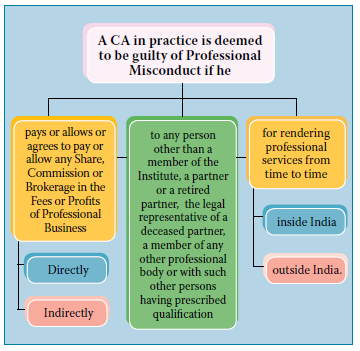 A CA in practice is deemed
to be guilty of Professional
Misconduct if he
pays or allows or
agrees to pay or
allow any Share,
Commission or
Brokerage in the
Fees or Profits
of Professional
Business
Directly
Indirectly
to any person
other than a
member of the
Institute, a partner
or a retired
partner, the legal
representative of a
deceased partner,
a member of any
other professional
body or with such
other persons
having prescribed
qualification
for rendering
professional
services from
time to time
inside India
outside India.